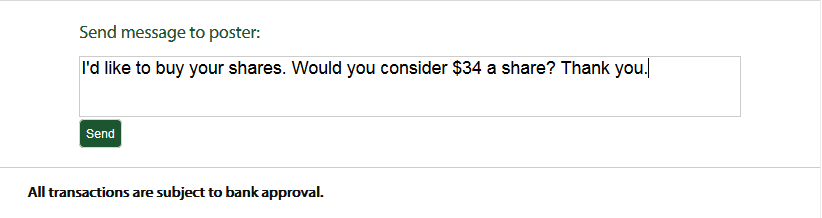 Send message to poster:
I'd like to buy your shares. Would you consider $34 a share? Thank you.
Send
All transactions are subject to bank approval.